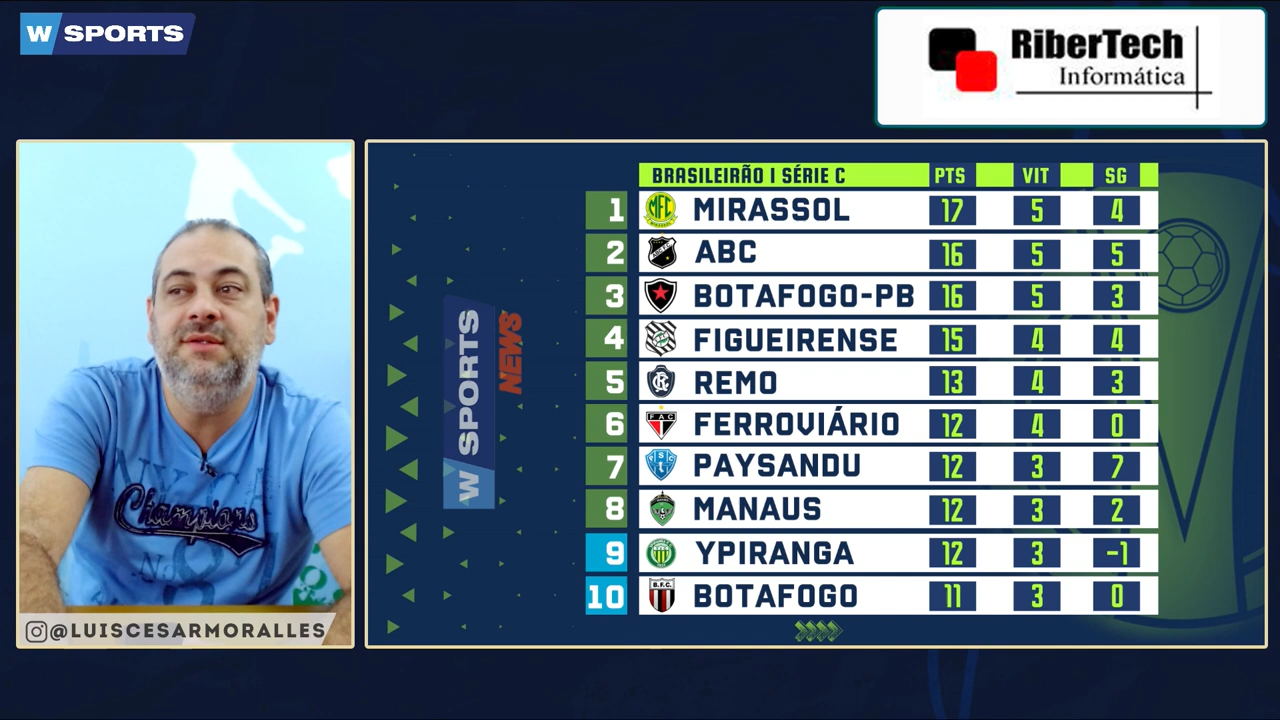 W SPORTS
RiberTech
Informática
BRASILEIRÃO | SÉRIE C PTS VIT SG
1 MIRASSOL 17 5 4
2 ABC 16 5 5
3 BOTAFOGO-PB 16 5 3
4 FIGUEIRENSE 15 4 4
5 REMO 13 4 3
6 FERROVIÁRIO 12 4 0
7 PAYSANDU 12 3 7
8 MANAUS 12 3 2
9 YPIRANGA 12 3 -1
10 BOTAFOGO 11 3 0
W SPORTS
NEWS
Champions
@LUISCESARMORALLES